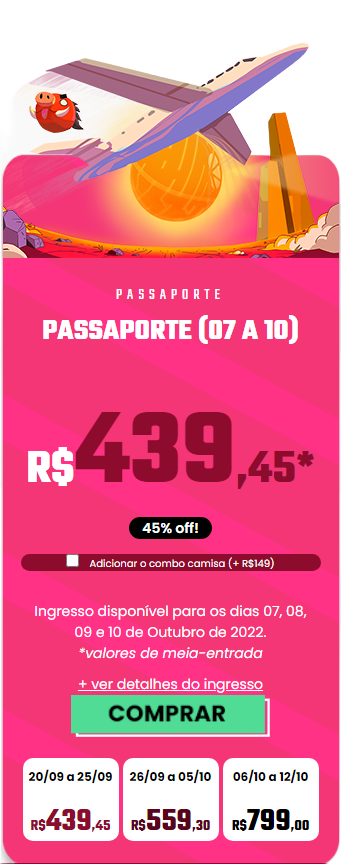 PASSAPORTE
PASSAPORTE (07 A 10)
R$439,45*
45% off!
Adicionar o combo camisa (+ R$149)
Ingresso disponível para os dias 07, 08,
09 e 10 de Outubro de 2022.
*valores de meia-entrada
+ ver detalhes do ingresso
COMPRAR
20/09 a 25/09 26/09 a 05/10 06/10 a 12/10
R$439,45 R$559,30 R$799,00